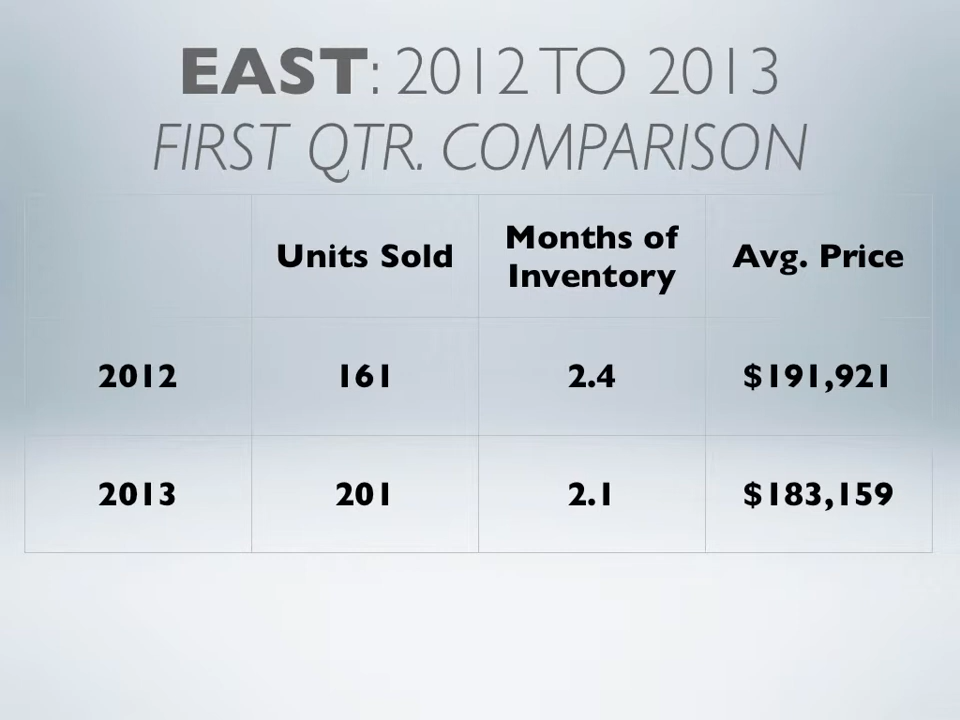 EAST: 2012 TO 2013
FIRST QTR. COMPARISON
Units Sold Months of Inventory Avg. Price
2012 161 2.4 $191,921
2013 201 2.1 $183,159